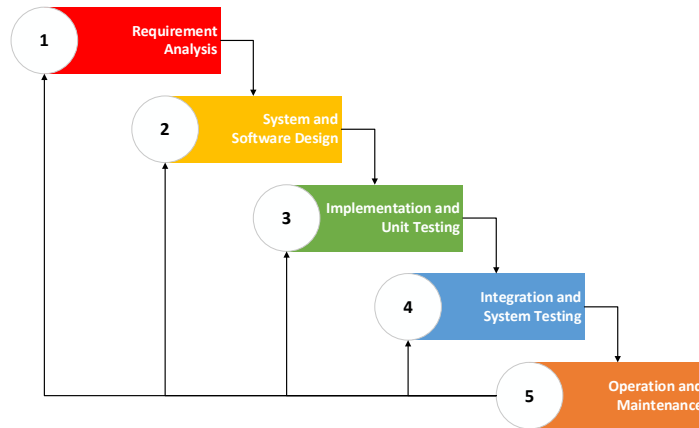 1
Requirement
Analysis
2
System and
Software Design
3
Implementation and
Unit Testing
4
Integration and
System Testing
5
Operation and
Maintenance